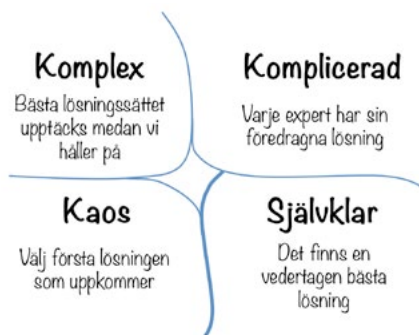 Komplex
Bästa lösningssättet
upptäcks medan vi
håller på
Komplicerad
Varje expert har sin
föredragna lösning
Kaos
Välj första lösningen
som uppkommer
Självklar
Det finns en
vedertagen bästa
lösning